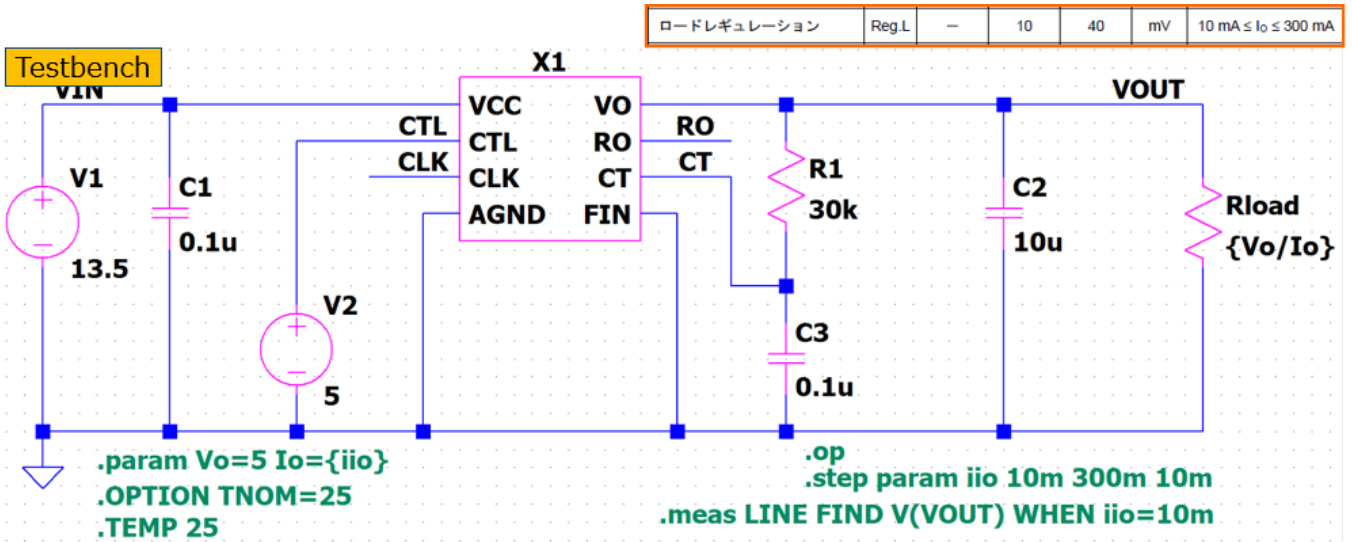 ロードレギュレーション Reg.L － 10 40 mV 10 mA ≤ IO ≤ 300 mA
Testbench
X1
VIN
VOUT
VCC VO
CTL CTL RO RO
CLK CLK CT CT
AGND FIN
V1
13.5
C1
0.1u
V2
5
R1
30k
C3
0.1u
C2
10u
Rload
{Vo/Io}
.param Vo=5 Io={iio}
.OPTION TNOM=25
.TEMP 25
.op
.step param iio 10m 300m 10m
.meas LINE FIND V(VOUT) WHEN iio=10m